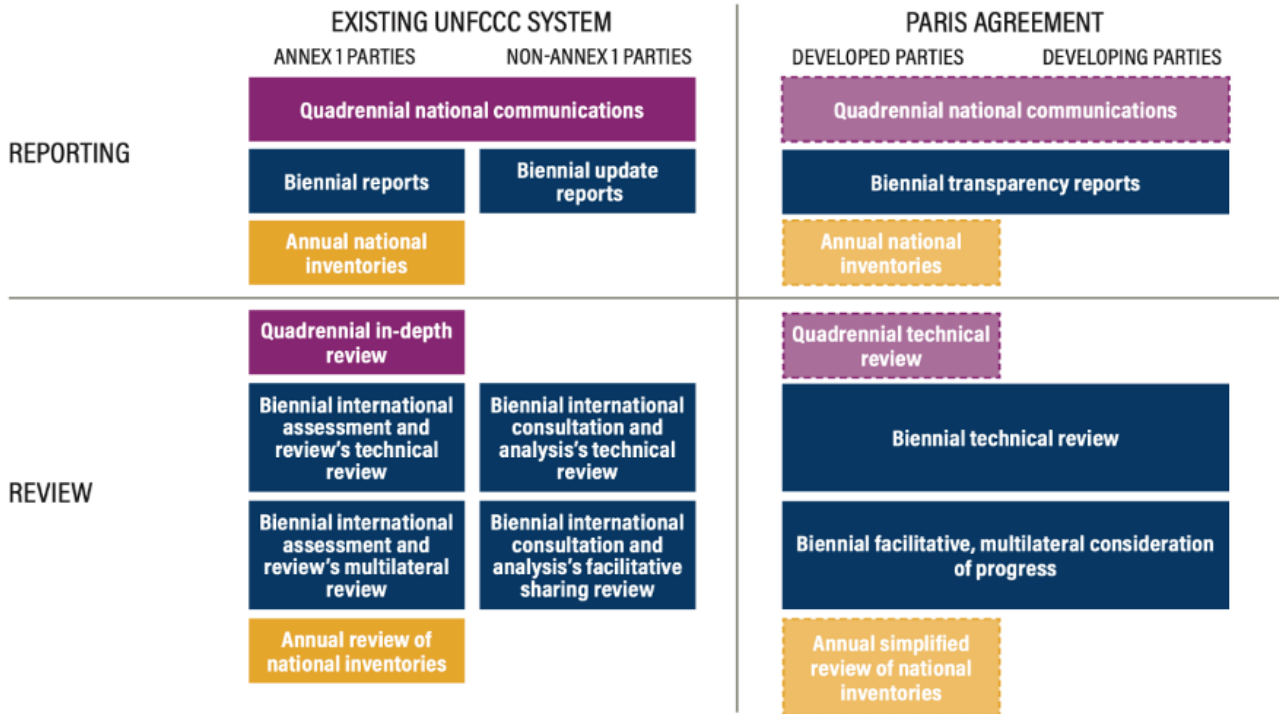 EXISTING UNFCCC SYSTEM
PARIS AGREEMENT
ANNEX 1 PARTIES
NON-ANNEX 1 PARTIES
DEVELOPED PARTIES
DEVELOPING PARTIES
REPORTING
Quadrennial national communications
Quadrennial national communications
Biennial reports
Biennial update
reports
Biennial transparency reports
Annual national
inventories
Annual national
inventories
REVIEW
Quadrennial in-depth
review
Quadrennial technical
review
Biennial international
assessment and
review's technical
review
Biennial international
consultation and
analysis's technical
review
Biennial technical review
Biennial international
assessment and
review's multilateral
review
Biennial international
consultation and
analysis's facilitative
sharing review
Biennial facilitative, multilateral consideration
of progress
Annual review of
national inventories
Annual simplified
review of national
inventories